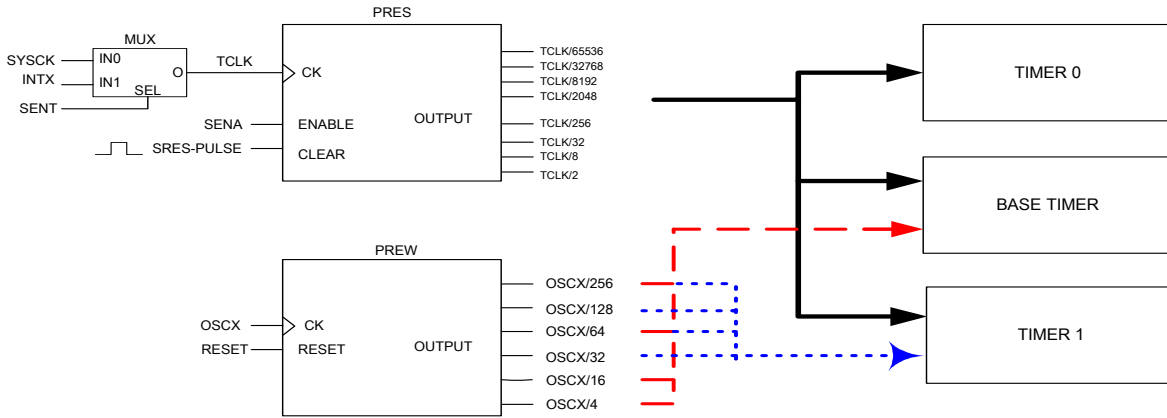 PRES
MUX
SYSCK
IN0
INTX
IN1
O
SEL
SENT
TCLK
CK
SENA
ENABLE
SRES-PULSE
CLEAR
OUTPUT
TCLK/65536
TCLK/32768
TCLK/8192
TCLK/2048
TCLK/256
TCLK/32
TCLK/8
TCLK/2
TIMER 0
BASE TIMER
TIMER 1
PREW
OSCX
CK
RESET
RESET
OUTPUT
OSCX/256
OSCX/128
OSCX/64
OSCX/32
OSCX/16
OSCX/4